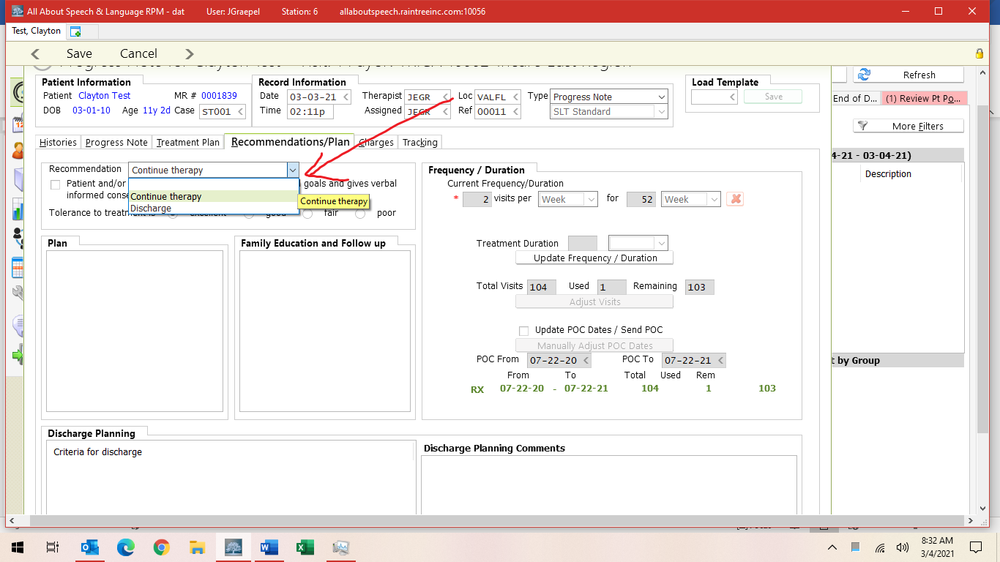 All About Speech & Language RPM - dat User: JGraepel Station: 6 allaboutspeech.raintreeinc.com:10056
Test, Clayton
Save Cancel
Patient Information Record Information Load Template Refresh
Patient Clayton Test MR # 0001839 Date 03-03-21 Therapist JEGR Loc VALFL Type Progress Note Save End of D... (1) Review Pt Po...
DOB 03-01-10 Age 11y 2d Case ST001 Time 02:11p Assigned JEGR Ref 00011 SLT Standard
More Filters
Histories Progress Note Treatment Plan Recommendations/Plan Charges Tracking
4-21 - 03-04-21)
Recommendation Continue therapy Frequency / Duration Description
Patient and/or goals and gives verbal Current Frequency/Duration
informed conse Continue therapy * 2 visits per Week for 52 Week
Continue therapy
Discharge
Tolerance to treatment is excellent good fair poor
Plan Family Education and Follow up Treatment Duration
Update Frequency / Duration
Total Visits 104 Used 1 Remaining 103
Adjust Visits
Update POC Dates / Send POC
Manually Adjust POC Dates
POC From 07-22-20 POC To 07-22-21 t by Group
From To Total Used Rem
RX 07-22-20 - 07-22-21 104 1 103
Discharge Planning
Criteria for discharge Discharge Planning Comments
8:32 AM
3/4/2021